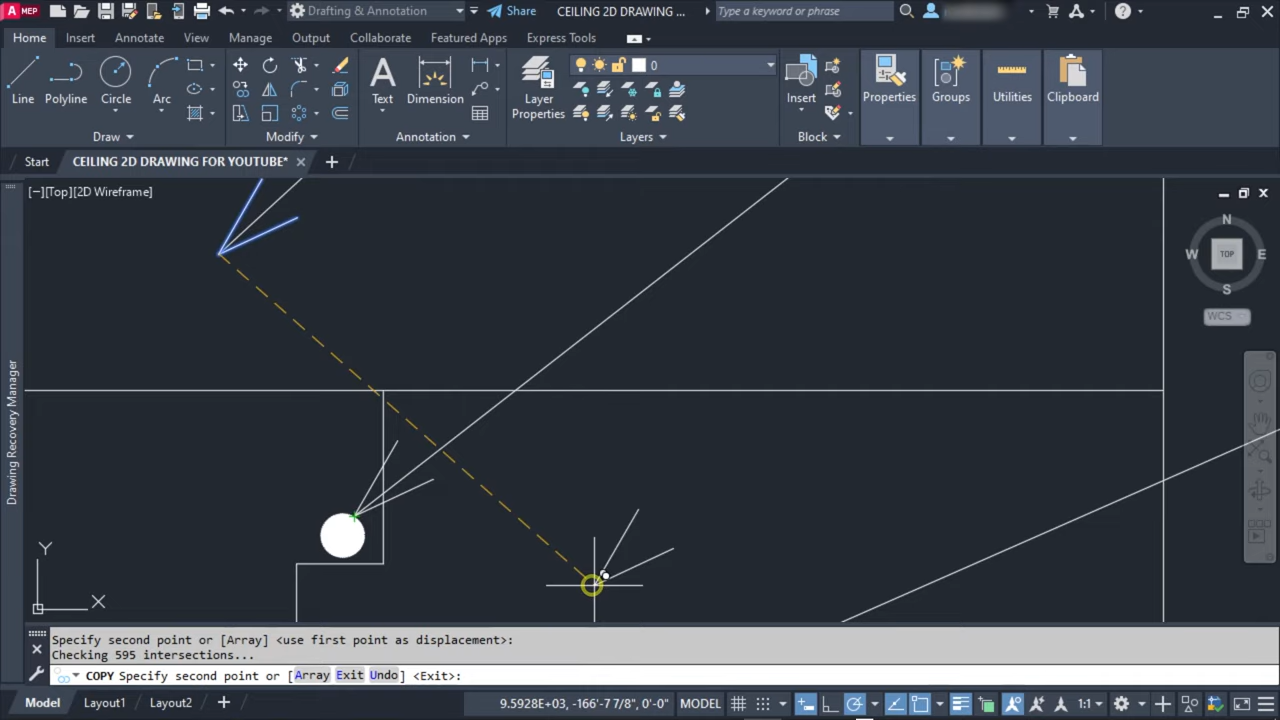 MEP
Drafting & Annotation
Share
CEILING 2D DRAWING ...
Type a keyword or phrase
Home Insert Annotate View Manage Output Collaborate Featured Apps Express Tools
0
Line Polyline Circle Arc
Text Dimension
Layer
Properties
Insert
Properties Groups Utilities Clipboard
Draw Modify Annotation Layers Block
Start CEILING 2D DRAWING FOR YOUTUBE*
[−][Top][2D Wireframe]
N
W TOP E
S
WCS
Drawing Recovery Manager
Y
X
Specify second point or [Array] <use first point as displacement>:
Checking 595 intersections...
COPY Specify second point or [Array Exit Undo] <Exit>:
Model Layout1 Layout2
9.5928E+03, -166'-7 7/8", 0'-0" MODEL 1:1